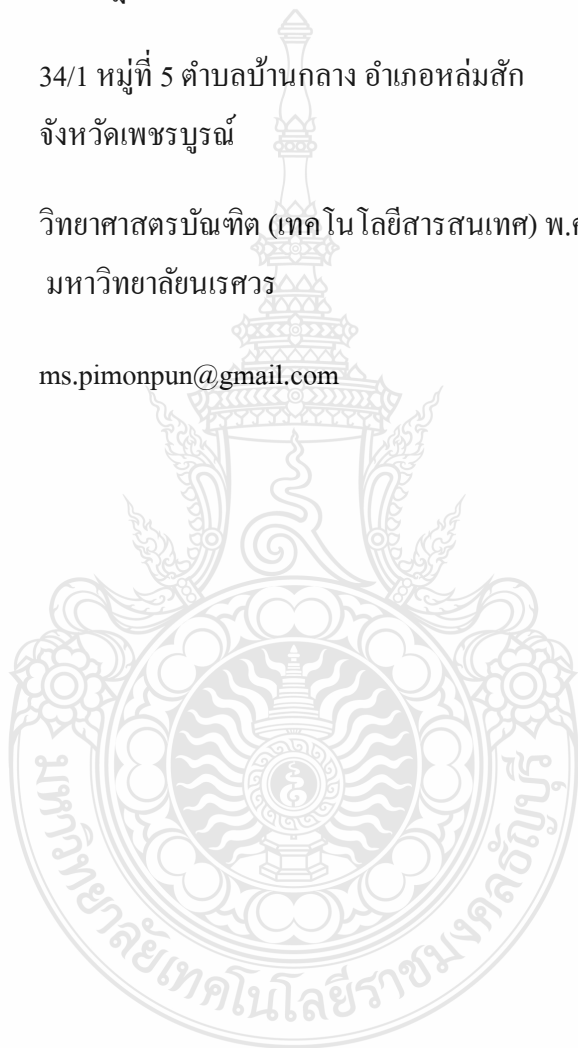 34/1 หมู่ที่ 5 ตำบลบ้านกลาง อำเภอหล่มสัก
จังหวัดเพชรบูรณ์
วิทยาศาสตรบัณฑิต (เทคโนโลยีสารสนเทศ)
มหาวิทยาลัยนเรศวร
ms.pimonpun@gmail.com
มหาวิทยาลัยเทคโนโลยีราชมงคลธัญบุรี